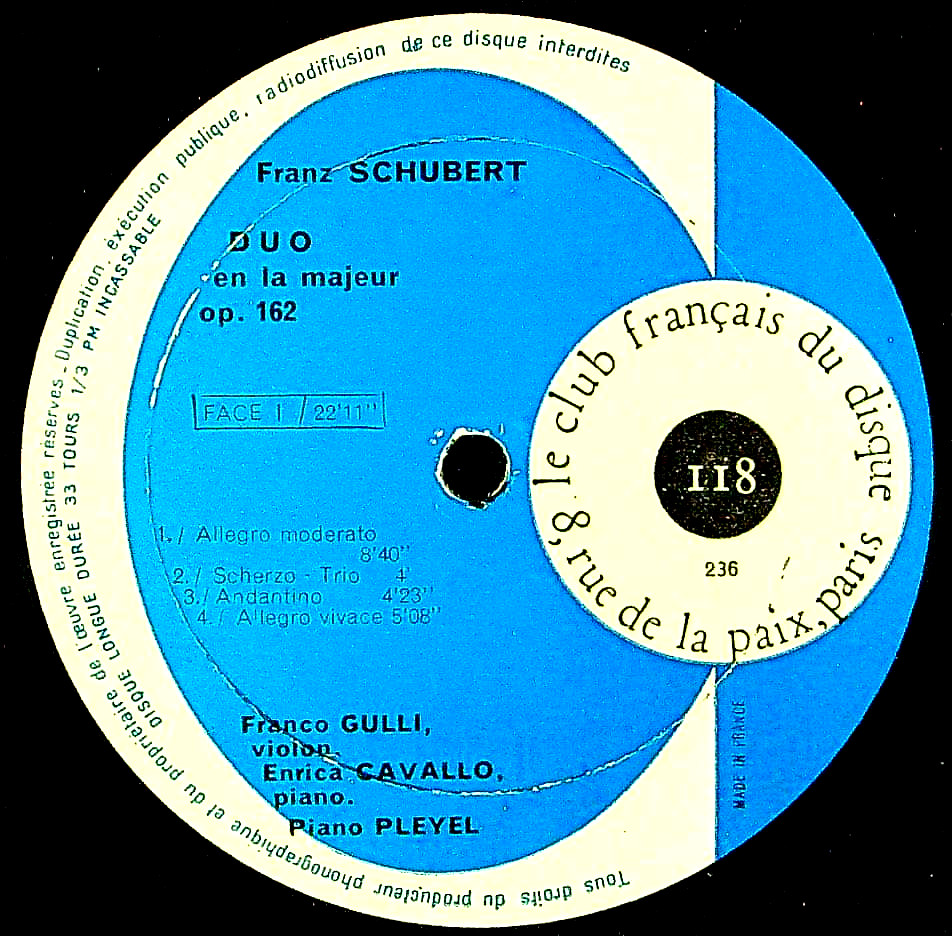 Tous droits du producteur phonographique et du propriétaire de l'œuvre enregistrée réservés - Duplication, exécution publique, radiodiffusion de ce disque interdites
DISQUE LONGUE DURÉE 33 TOURS 1/3 PM INCASSABLE
Franz SCHUBERT
DUO
en la majeur
op. 162
FACE I / 22'11"
1./ Allegro moderato
8'40"
2./ Scherzo - Trio 4'
3./ Andantino 4'23"
4./ Allegro vivace 5'08"
Franco GULLI,
violon.
Enrica CAVALLO,
piano.
Piano PLEYEL
le club français du disque
8, rue de la paix, paris
118
236
MADE IN FRANCE